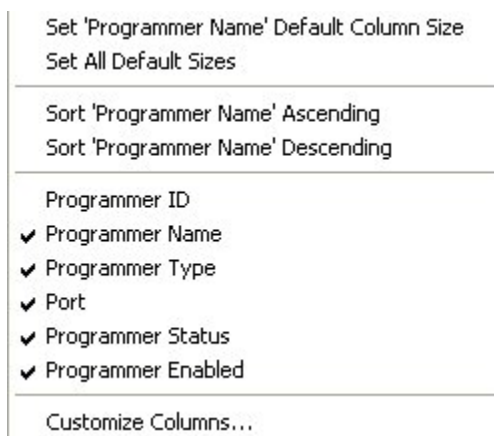 Set 'Programmer Name' Default Column Size
Set All Default Sizes
Sort 'Programmer Name' Ascending
Sort 'Programmer Name' Descending
Programmer ID
Programmer Name
Programmer Type
Port
Programmer Status
Programmer Enabled
Customize Columns...